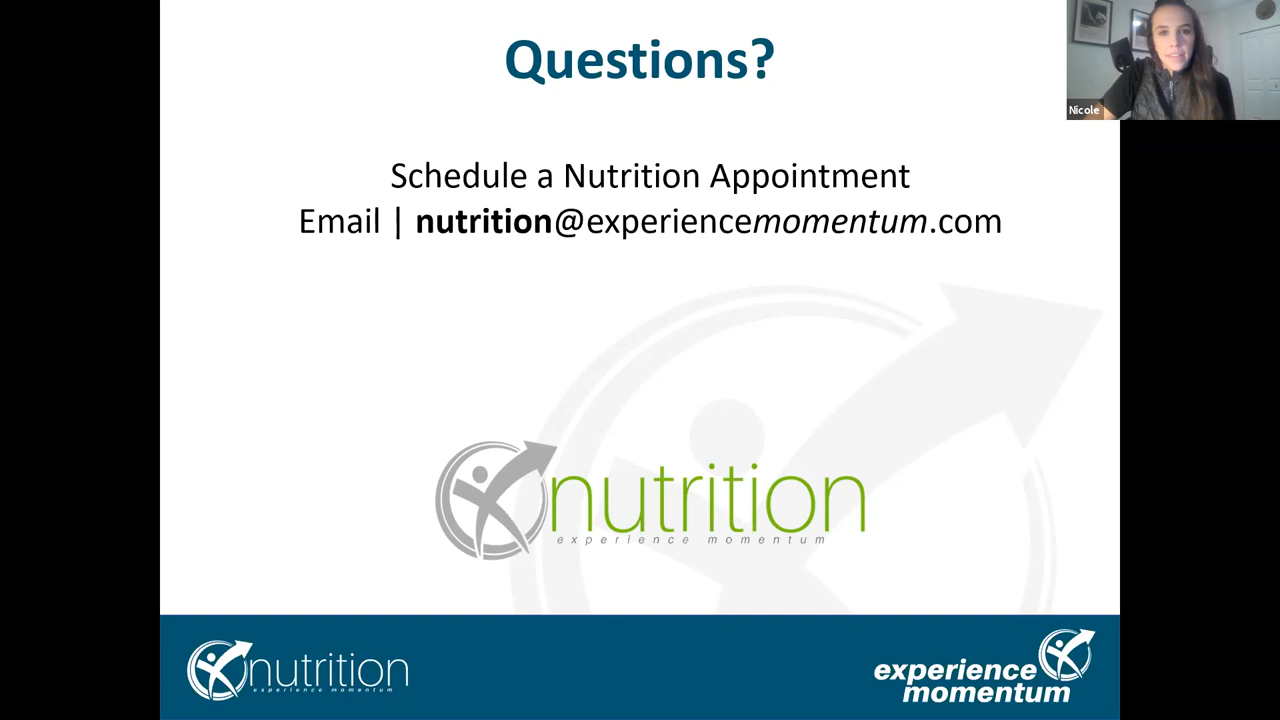 Questions?
Nicole
Schedule a Nutrition Appointment
Email | nutrition@experiencemomentum.com
nutrition
experience momentum
nutrition
experience momentum
experience
momentum